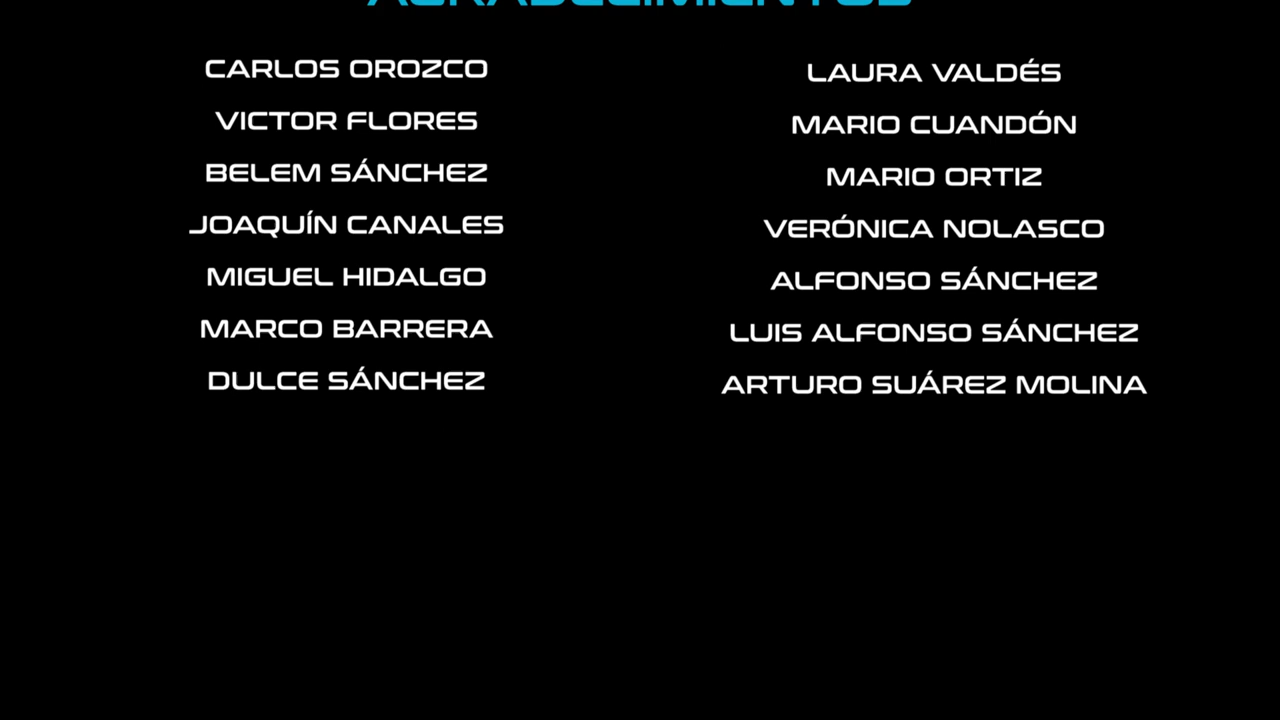 AGRADECIMIENTOS
CARLOS OROZCO
VICTOR FLORES
BELEM SÁNCHEZ
JOAQUÍN CANALES
MIGUEL HIDALGO
MARCO BARRERA
DULCE SÁNCHEZ
LAURA VALDÉS
MARIO CUANDÓN
MARIO ORTIZ
VERÓNICA NOLASCO
ALFONSO SÁNCHEZ
LUIS ALFONSO SÁNCHEZ
ARTURO SUÁREZ MOLINA